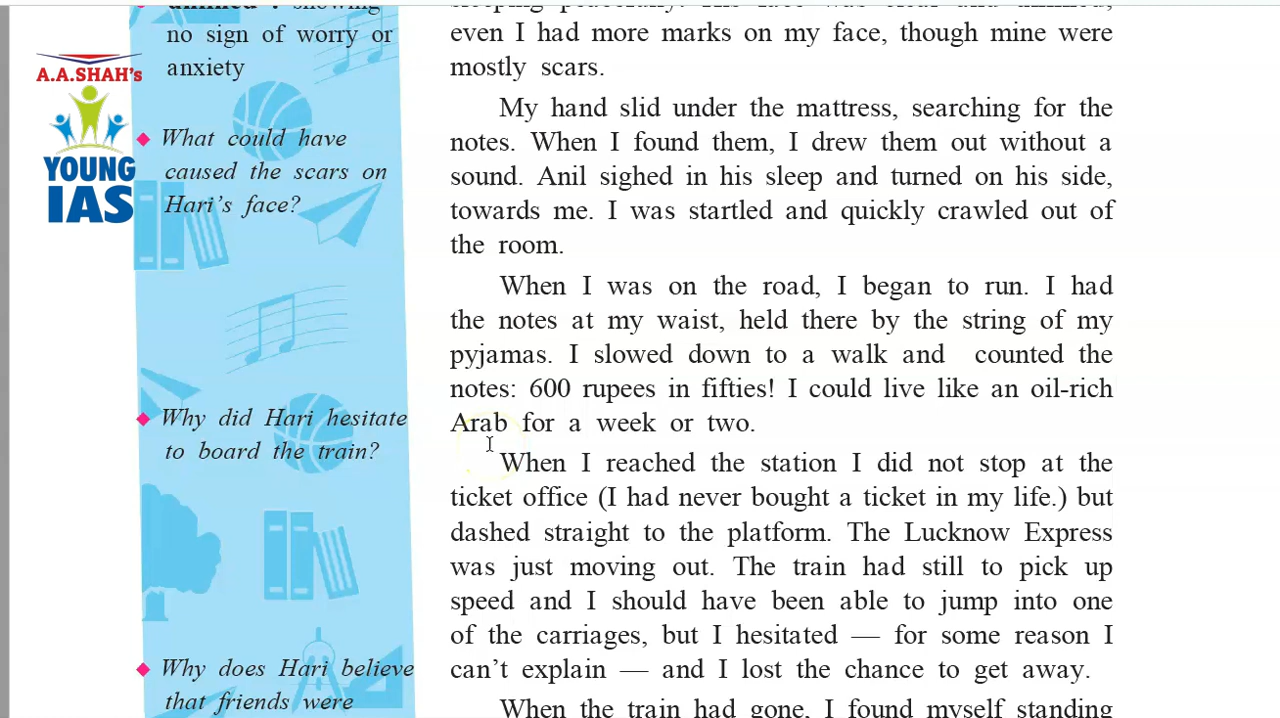 no sign of worry or
anxiety
A.A.SHAH's
YOUNG
IAS
What could have
caused the scars on
Hari's face?
Why did Hari hesitate
to board the train?
Why does Hari believe
that friends were
even I had more marks on my face, though mine were
mostly scars.
My hand slid under the mattress, searching for the
notes. When I found them, I drew them out without a
sound. Anil sighed in his sleep and turned on his side,
towards me. I was startled and quickly crawled out of
the room.
When I was on the road, I began to run. I had
the notes at my waist, held there by the string of my
pyjamas. I slowed down to a walk and counted the
notes: 600 rupees in fifties! I could live like an oil-rich
Arab for a week or two.
When I reached the station I did not stop at the
ticket office (I had never bought a ticket in my life.) but
dashed straight to the platform. The Lucknow Express
was just moving out. The train had still to pick up
speed and I should have been able to jump into one
of the carriages, but I hesitated — for some reason I
can't explain — and I lost the chance to get away.
When the train had gone, I found myself standing